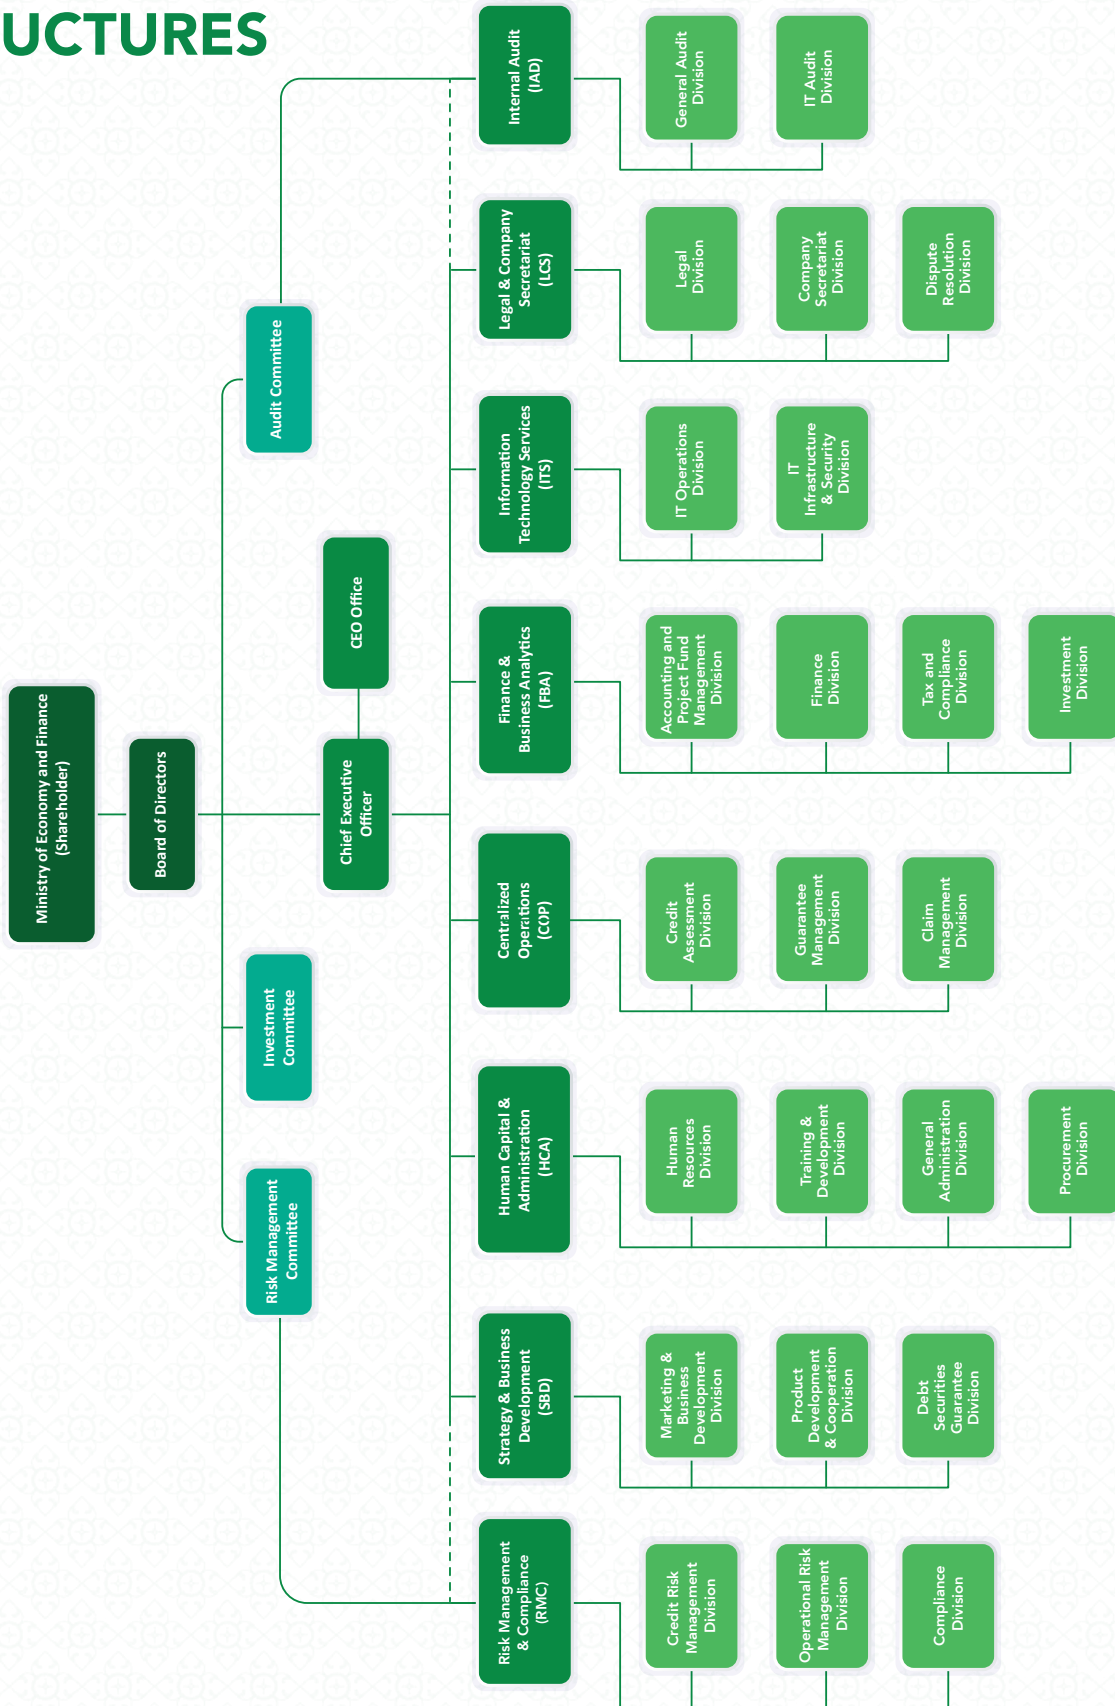 UCTURES
Ministry of Economy and Finance
(Shareholder)
Board of Directors
Risk Management
Committee
Investment
Committee
Audit Committee
Chief Executive
Officer
CEO Office
Risk Management
& Compliance
(RMC)
Strategy & Business
Development
(SBD)
Human Capital &
Administration
(HCA)
Centralized
Operations
(COP)
Finance &
Business Analytics
(FBA)
Information
Technology Services
(ITS)
Legal & Company
Secretariat
(LCS)
Internal Audit
(IAD)
Credit Risk
Management
Division
Marketing &
Business
Development
Division
Human
Resources
Division
Credit
Assessment
Division
Accounting and
Project Fund
Management
Division
IT Operations
Division
Legal
Division
General Audit
Division
Operational Risk
Management
Division
Product
Development
& Cooperation
Division
Training &
Development
Division
Guarantee
Management
Division
Finance
Division
IT
Infrastructure
& Security
Division
Company
Secretariat
Division
IT Audit
Division
Compliance
Division
Debt
Securities
Guarantee
Division
General
Administration
Division
Claim
Management
Division
Tax and
Compliance
Division
Dispute
Resolution
Division
Procurement
Division
Investment
Division